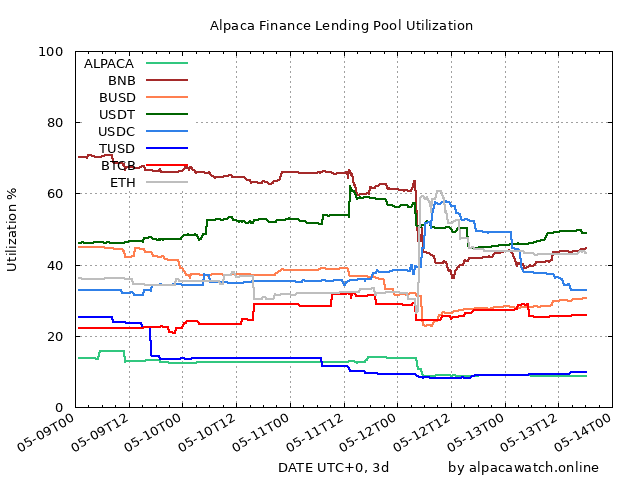 Alpaca Finance Lending Pool Utilization
100
80
60
40
20
0
Utilization %
ALPACA
BNB
BUSD
USDT
USDC
TUSD
BTCB
ETH
05-09T00
05-09T12
05-10T00
05-10T12
05-11T00
05-11T12
05-12T00
05-12T12
05-13T00
05-13T12
05-14T00
DATE UTC+0, 3d
by alpacawatch.online